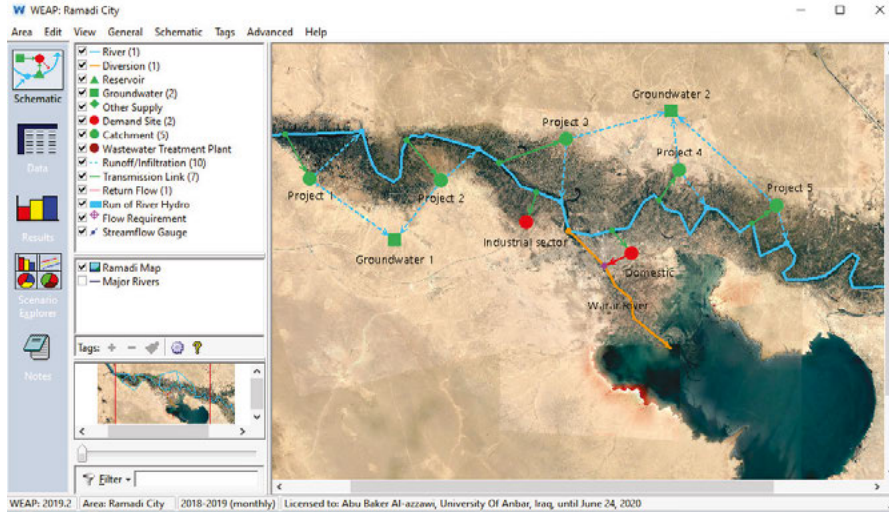 WEAP: Ramadi City
Area Edit View General Schematic Tags Advanced Help
Schematic
Data
Results
Scenario
Explorer
Notes
River (1)
Diversion (1)
Reservoir
Groundwater (2)
Other Supply
Demand Site (2)
Catchment (5)
Wastewater Treatment Plant
Runoff/Infiltration (10)
Transmission Link (7)
Return Flow (1)
Run of River Hydro
Flow Requirement
Streamflow Gauge
Ramadi Map
Major Rivers
Tags:
Filter
Groundwater 2
Project 3
Project 4
Project 1
Project 2
Project 5
Industrial sector
Groundwater 1
Domestic
River
WEAP: 2019.2 Area: Ramadi City 2018-2019 (monthly) Licensed to: Abu Baker Al-azzawi, University Of Anbar, Iraq, until June 24, 2020